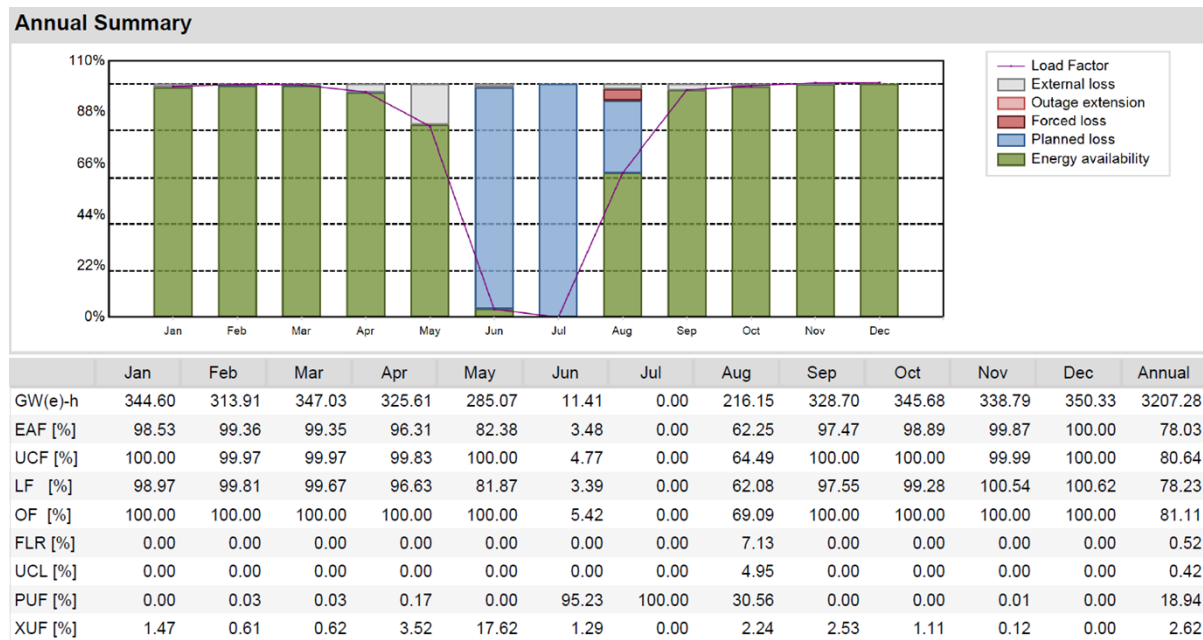 Annual Summary
110%
88%
66%
44%
22%
0%
Jan Feb Mar Apr May Jun Jul Aug Sep Oct Nov Dec
Load Factor
External loss
Outage extension
Forced loss
Planned loss
Energy availability
Jan Feb Mar Apr May Jun Jul Aug Sep Oct Nov Dec Annual
GW(e)-h 344.60 313.91 347.03 325.61 285.07 11.41 0.00 216.15 328.70 345.68 338.79 350.33 3207.28
EAF [%] 98.53 99.36 99.35 96.31 82.38 3.48 0.00 62.25 97.47 98.89 99.87 100.00 78.03
UCF [%] 100.00 99.97 99.97 99.83 100.00 4.77 0.00 64.49 100.00 100.00 99.99 100.00 80.64
LF [%] 98.97 99.81 99.67 96.63 81.87 3.39 0.00 62.08 97.55 99.28 100.54 100.62 78.23
OF [%] 100.00 100.00 100.00 100.00 100.00 5.42 0.00 69.09 100.00 100.00 100.00 100.00 81.11
FLR [%] 0.00 0.00 0.00 0.00 0.00 0.00 0.00 7.13 0.00 0.00 0.00 0.00 0.52
UCL [%] 0.00 0.00 0.00 0.00 0.00 0.00 0.00 4.95 0.00 0.00 0.00 0.00 0.42
PUF [%] 0.00 0.03 0.03 0.17 0.00 95.23 100.00 30.56 0.00 0.00 0.01 0.00 18.94
XUF [%] 1.47 0.61 0.62 3.52 17.62 1.29 0.00 2.24 2.53 1.11 0.12 0.00 2.62